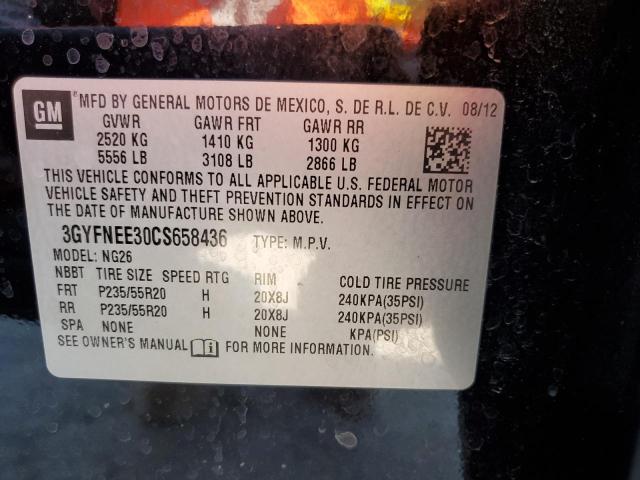 GM MFD BY GENERAL MOTORS DE MEXICO, S. DE R.L. DE C.V. 08/12
GVWR GAWR FRT GAWR RR
2520 KG 1410 KG 1300 KG
5556 LB 3108 LB 2866 LB
THIS VEHICLE CONFORMS TO ALL APPLICABLE U.S. FEDERAL MOTOR
VEHICLE SAFETY AND THEFT PREVENTION STANDARDS IN EFFECT ON
THE DATE OF MANUFACTURE SHOWN ABOVE.
3GYFNEE30CS658436 TYPE: M.P.V.
MODEL: NG26
NBBT TIRE SIZE SPEED RTG RIM COLD TIRE PRESSURE
FRT P235/55R20 H 20X8J 240KPA(35PSI)
RR P235/55R20 H 20X8J 240KPA(35PSI)
SPA NONE NONE KPA(PSI)
SEE OWNER'S MANUAL FOR MORE INFORMATION.